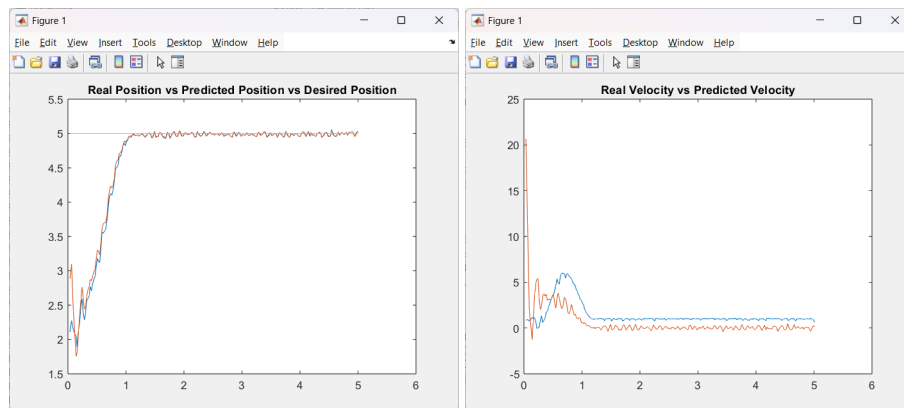 Figure 1
File Edit View Insert Tools Desktop Window Help
Real Position vs Predicted Position vs Desired Position
5.5
5
4.5
4
3.5
3
2.5
2
1.5
0 1 2 3 4 5 6
Figure 1
File Edit View Insert Tools Desktop Window Help
Real Velocity vs Predicted Velocity
25
20
15
10
5
0
-5
0 1 2 3 4 5 6